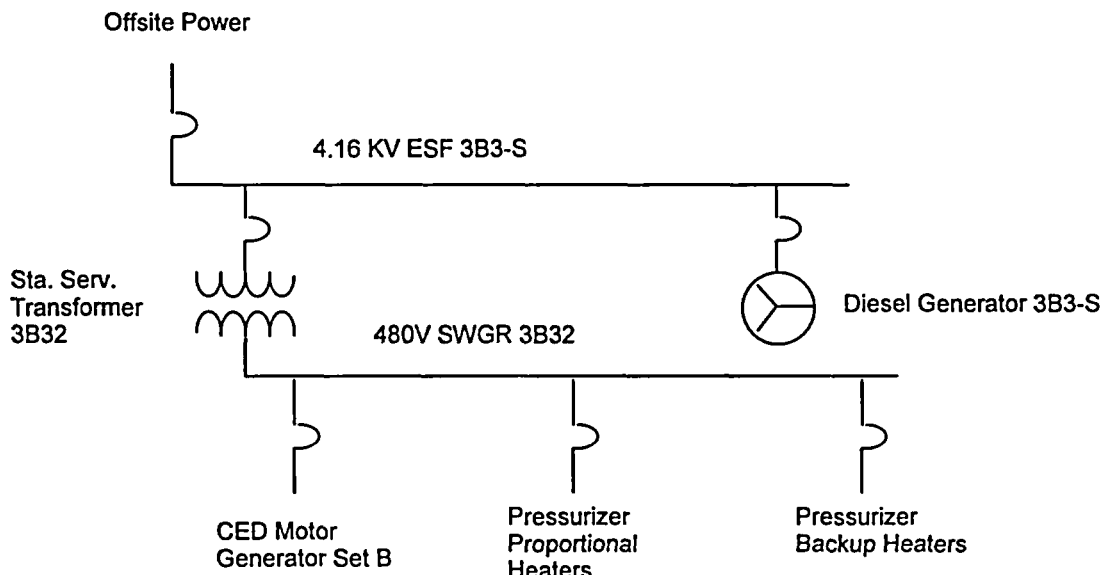 Offsite Power
4.16 KV ESF 3B3-S
Sta. Serv.
Transformer
3B32
Diesel Generator 3B3-S
480V SWGR 3B32
CED Motor
Generator Set B
Pressurizer
Proportional
Heaters
Pressurizer
Backup Heaters